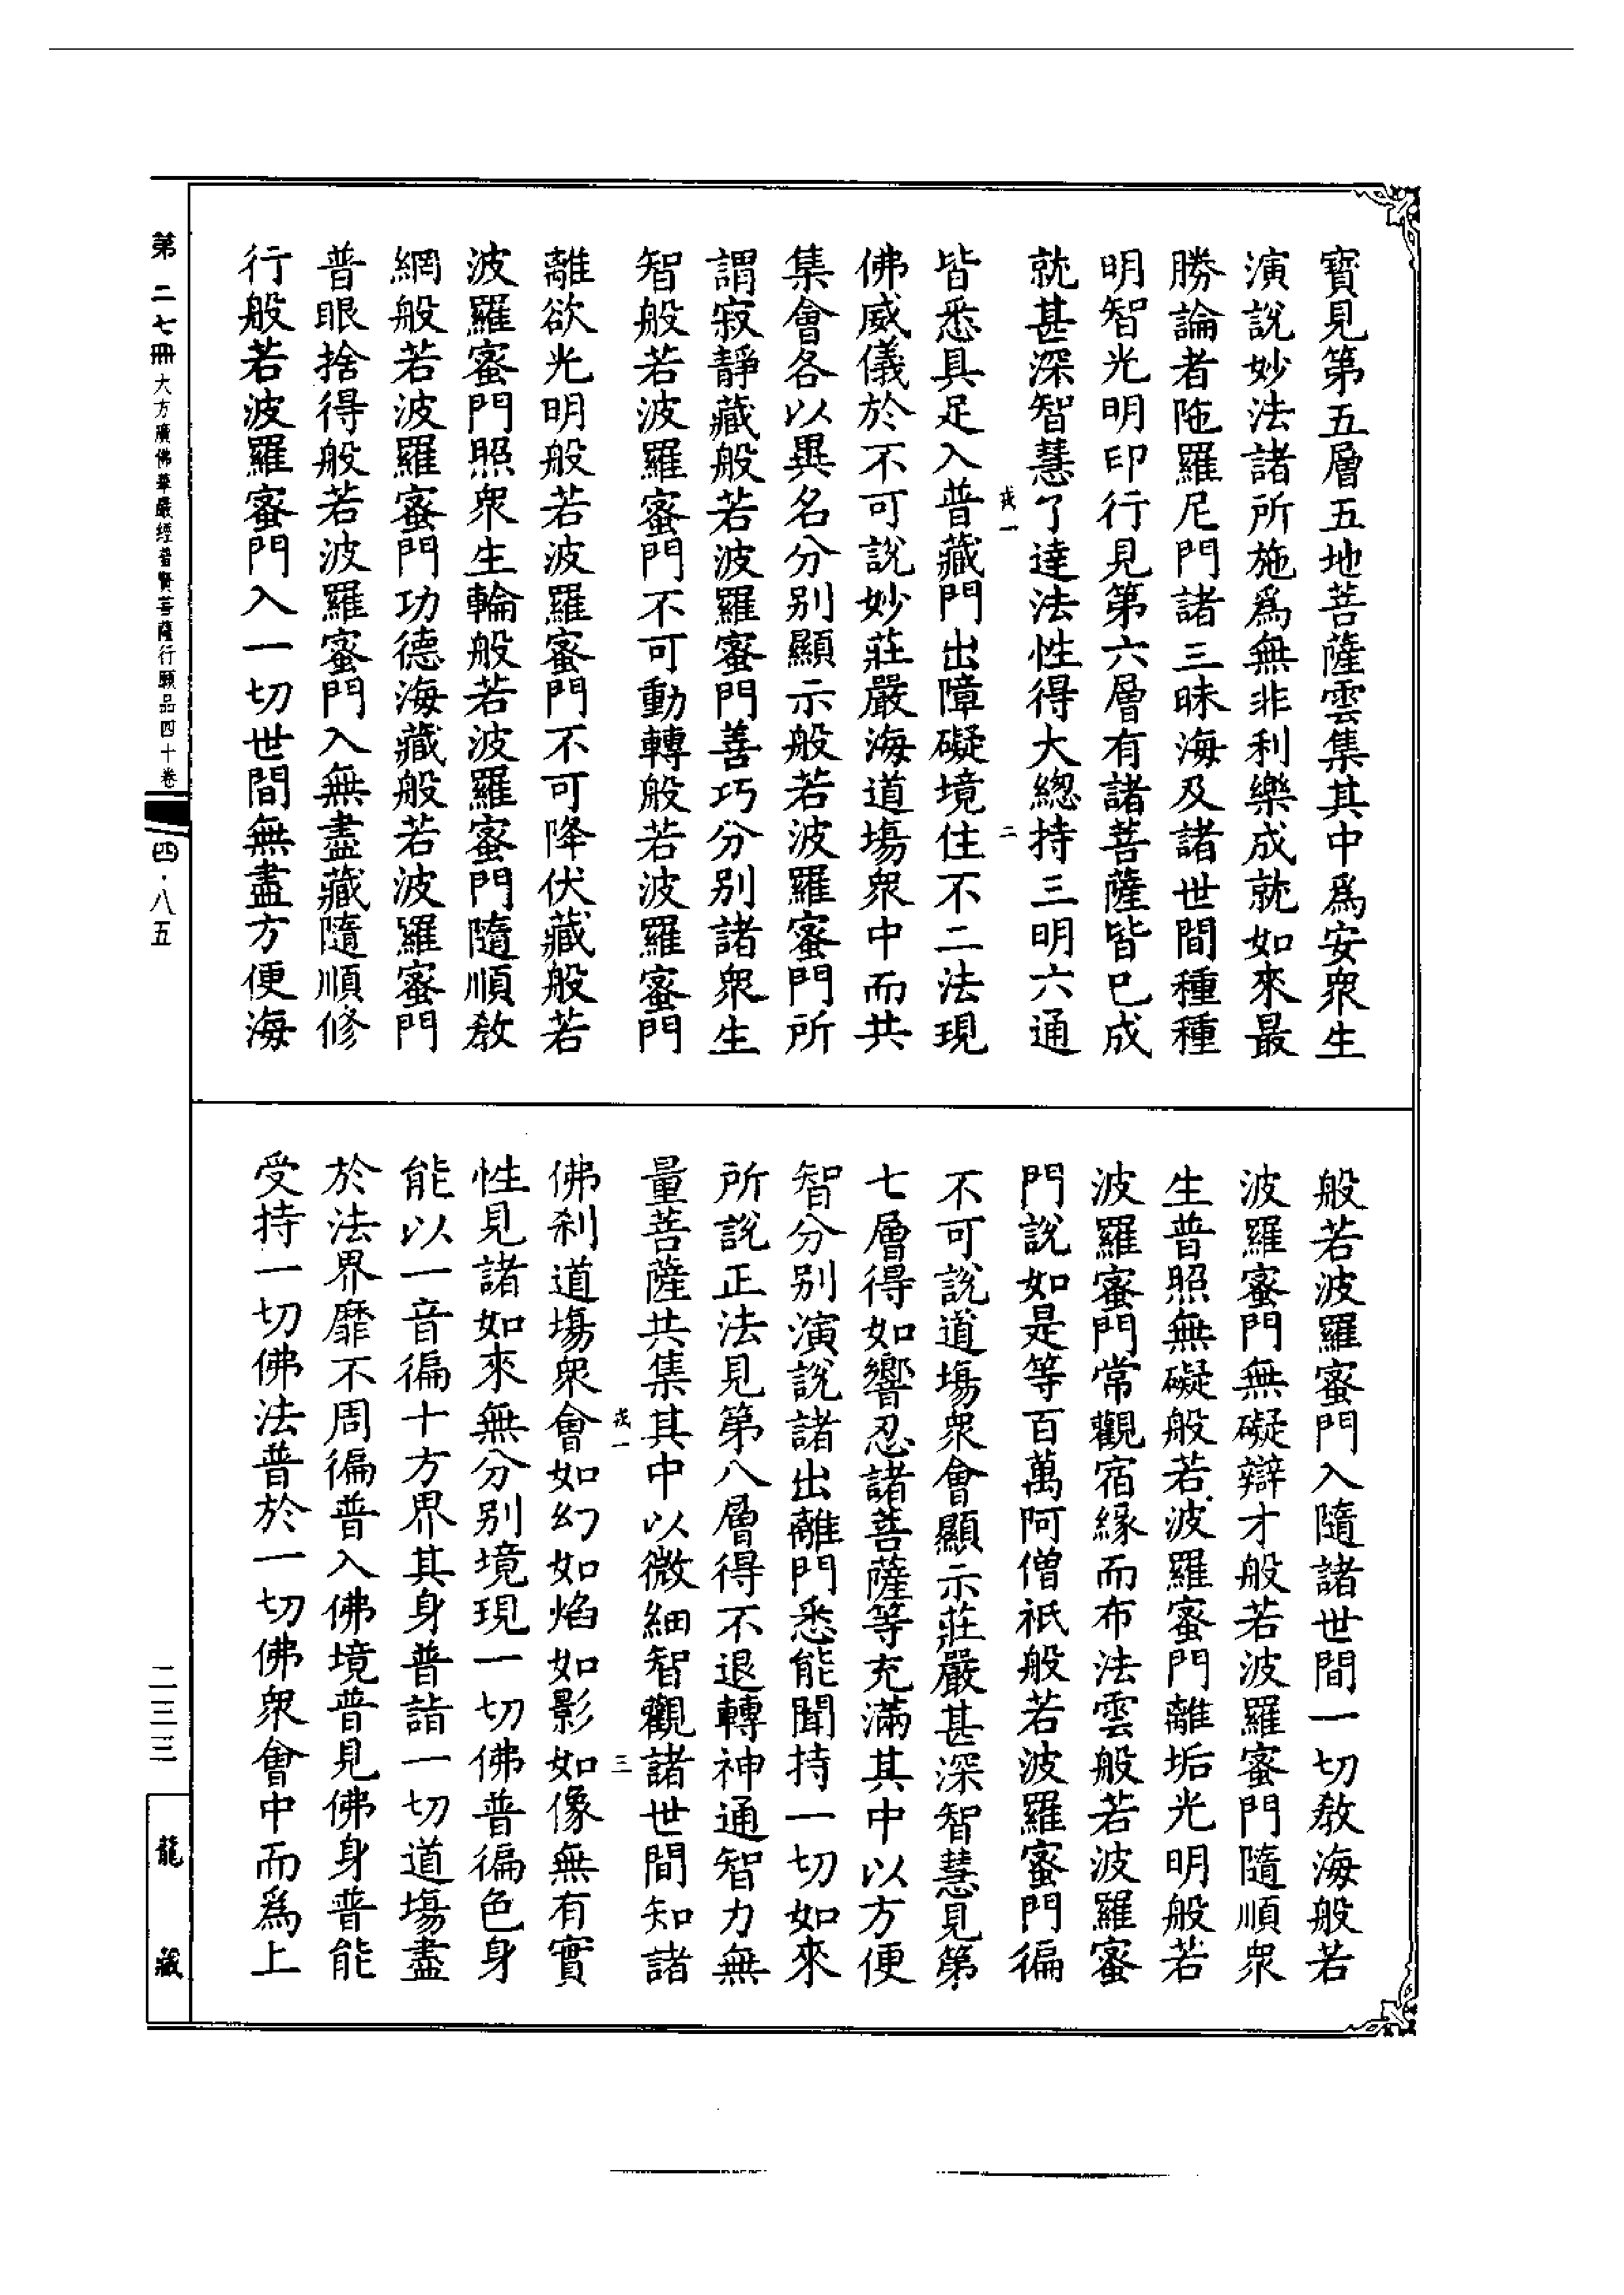 寳見第五層五地菩薩雲集其中爲安衆生
演說妙法諸所施爲無非利樂成就如來最
勝論者陁羅尼門諸三昧海及諸世間種種
明智光明印行見第六層有諸菩薩皆已成
就甚深智慧了達法性得大總持三明六通
戎一 二
皆悉具足入普藏門出障礙境住不二法現
佛威儀於不可說妙莊嚴海道塲衆中而共
集會各以異名分別顯示般若波羅蜜門所
謂寂靜藏般若波羅蜜門善巧分別諸衆生
智般若波羅蜜門不可動轉般若波羅蜜門
離欲光明般若波羅蜜門不可降伏藏般若
波羅蜜門照衆生輪般若波羅蜜門隨順敎
網般若波羅蜜門功德海藏般若波羅蜜門
普眼捨得般若波羅蜜門入無盡藏隨順修
行般若波羅蜜門入一切世間無盡方便海
般若波羅蜜門入隨諸世間一切敎海般若
波羅蜜門無礙辯才般若波羅蜜門隨順衆
生普照無礙般若波羅蜜門離垢光明般若
波羅蜜門常觀宿緣而布法雲般若波羅蜜
門說如是等百萬阿僧祇般若波羅蜜門徧
不可說道塲衆會顯示莊嚴甚深智慧見第
七層得如響忍諸菩薩等充滿其中以方便
智分別演說諸出離門悉能聞持一切如來
所說正法見第八層得不退轉神通智力無
量菩薩共集其中以微細智觀諸世間知諸
戎一 三
佛剎道塲衆會如幻如焰如影如像無有實
性見諸如來無分別境現一切佛普徧色身
能以一音徧十方界其身普詣一切道塲盡
於法界靡不周徧普入佛境普見佛身普能
受持一切佛法普於一切佛衆會中而爲上
第二七冊 大方廣佛華嚴經普賢菩薩行願品四十卷 四·八五
二三三
龍藏